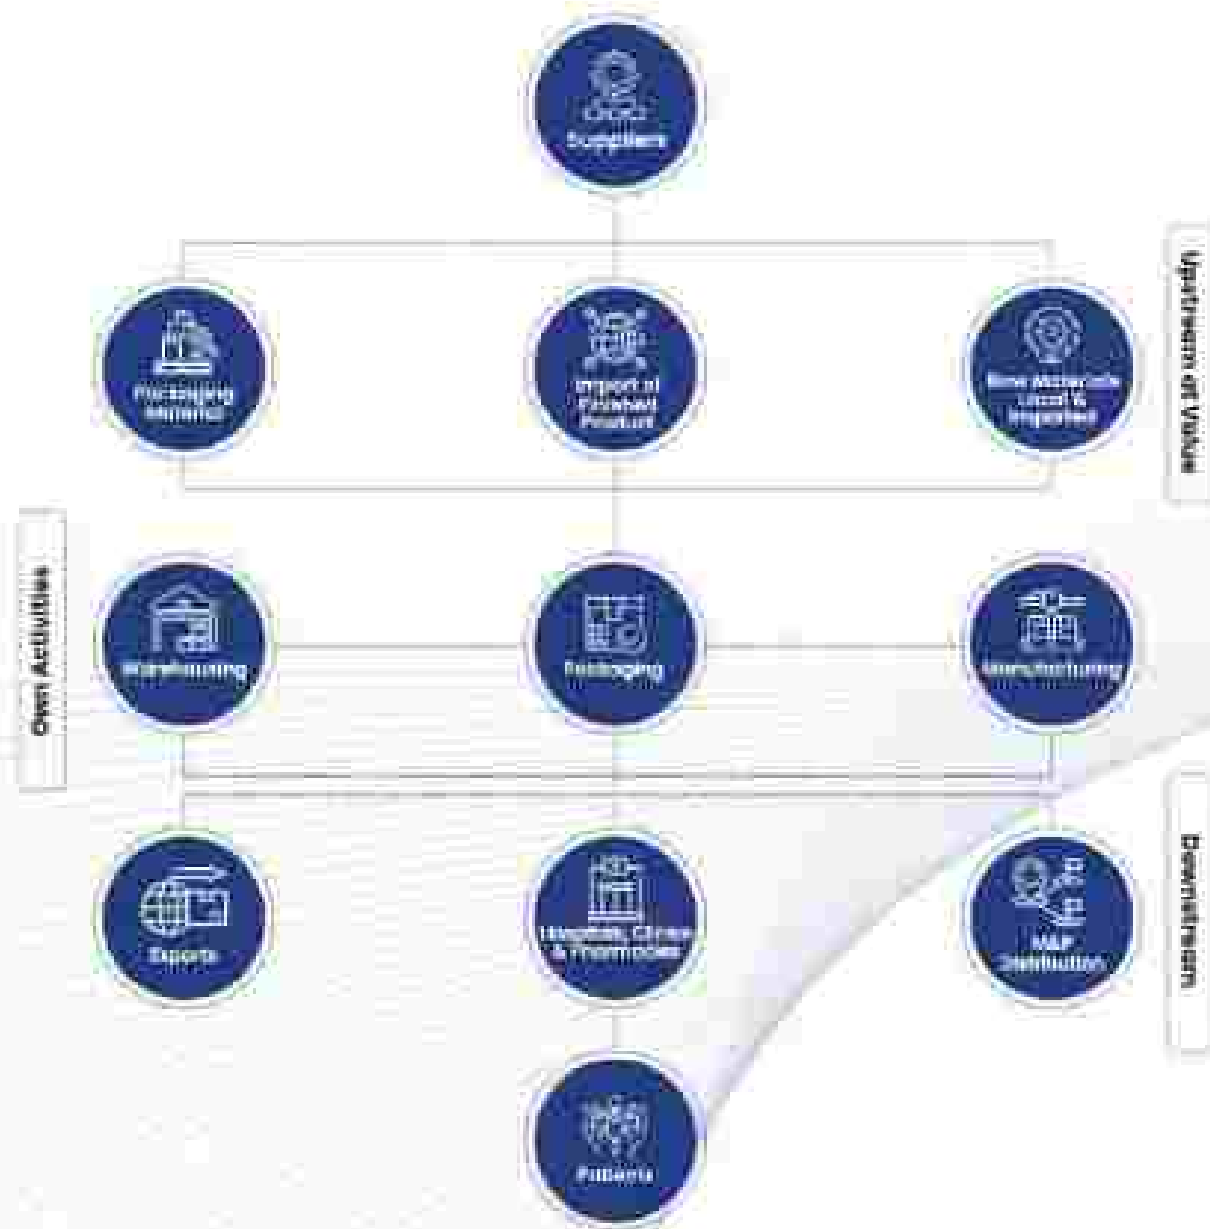 Suppliers
Upstream of Value
Packaging
Material
Import of
Finished
Product
Raw Materials
Local &
Imported
Own Activities
Warehousing
Packaging
Manufacturing
Downstream
Exports
Hospitals, Clinics
& Pharmacies
M&P
Distribution
Patients